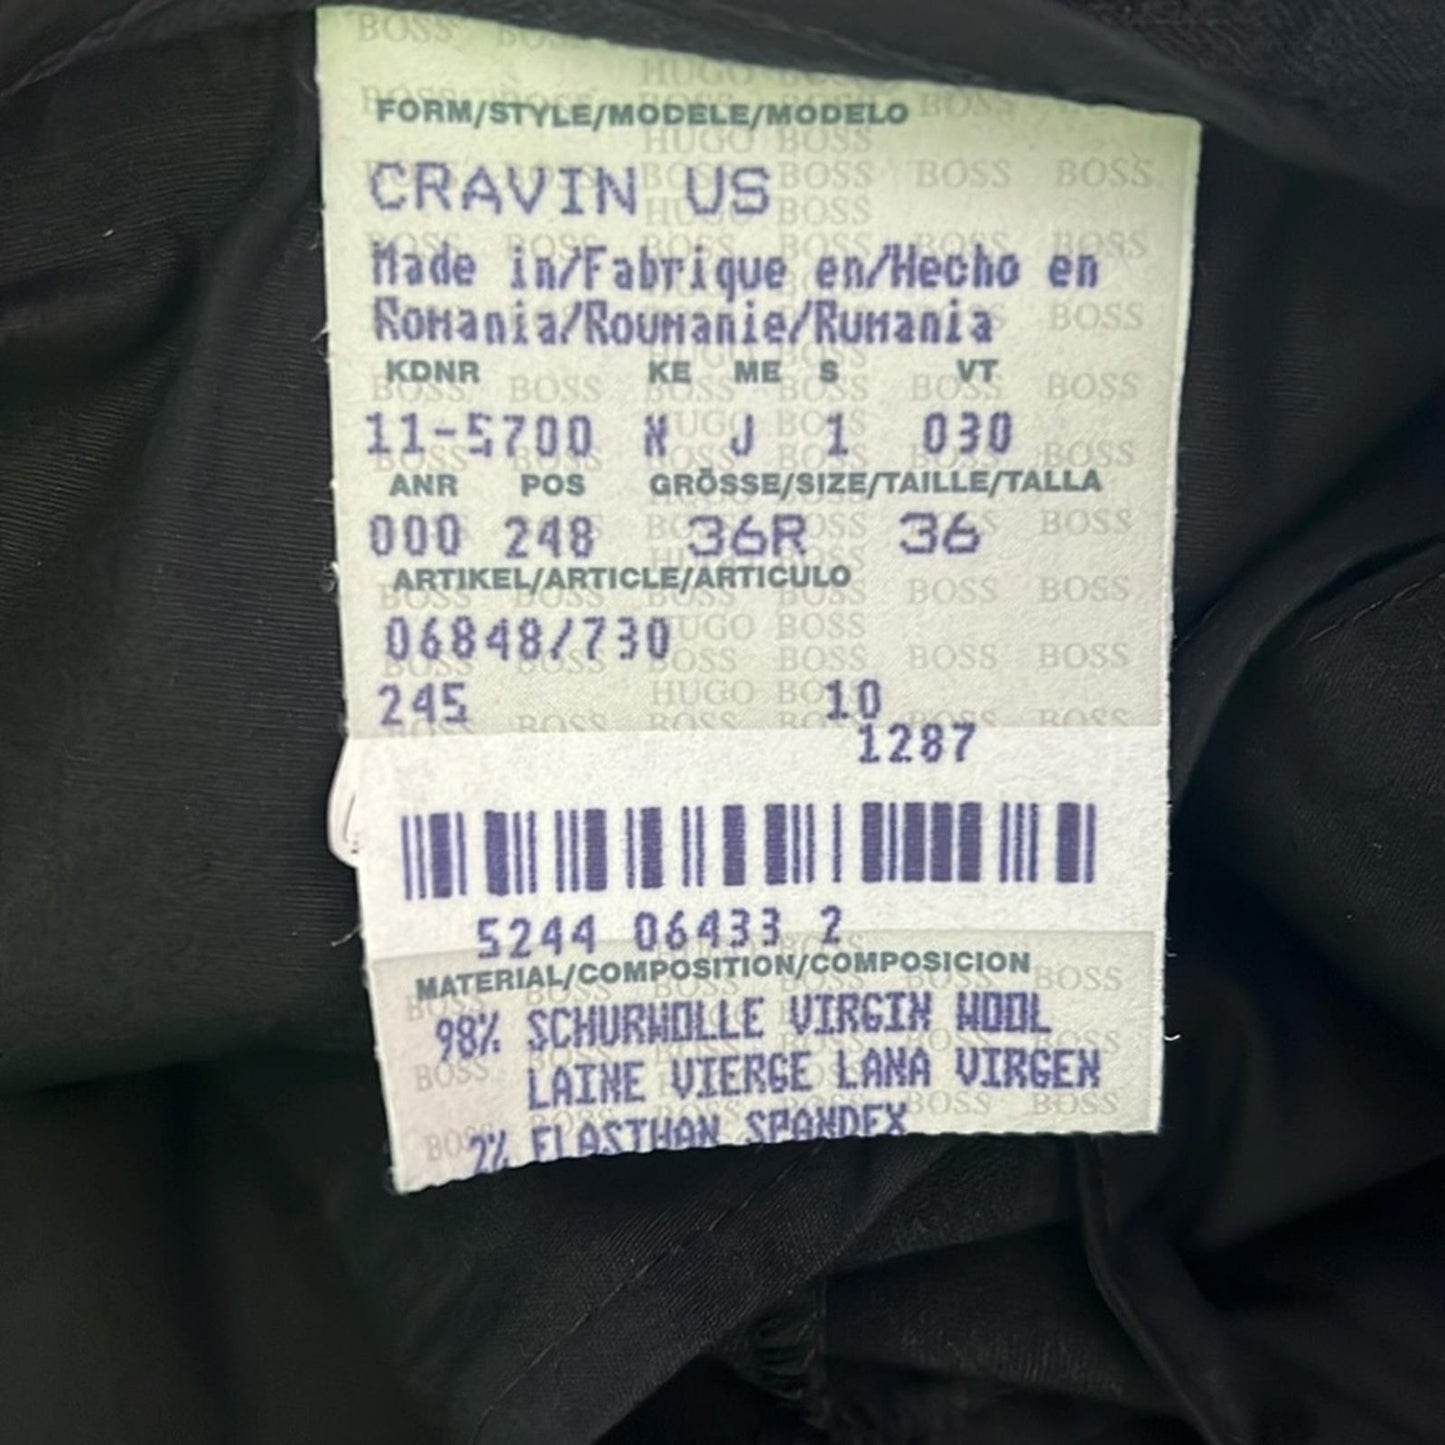 FORM/STYLE/MODELE/MODELO
CRAVIN US
Made in/Fabrique en/Hecho en
Romania/Roumanie/Rumania
KDNR KE ME S VT
11-5700 N J 1 030
ANR POS GRÖSSE/SIZE/TAILLE/TALLA
000 248 36R 36
ARTIKEL/ARTICLE/ARTICULO
06848/730
245 10
1287
5244 06433 2
MATERIAL/COMPOSITION/COMPOSICION
98% SCHURWOLLE VIRGIN WOOL
LAINE VIERGE LANA VIRGEN
2% ELASTHAN SPANDEX